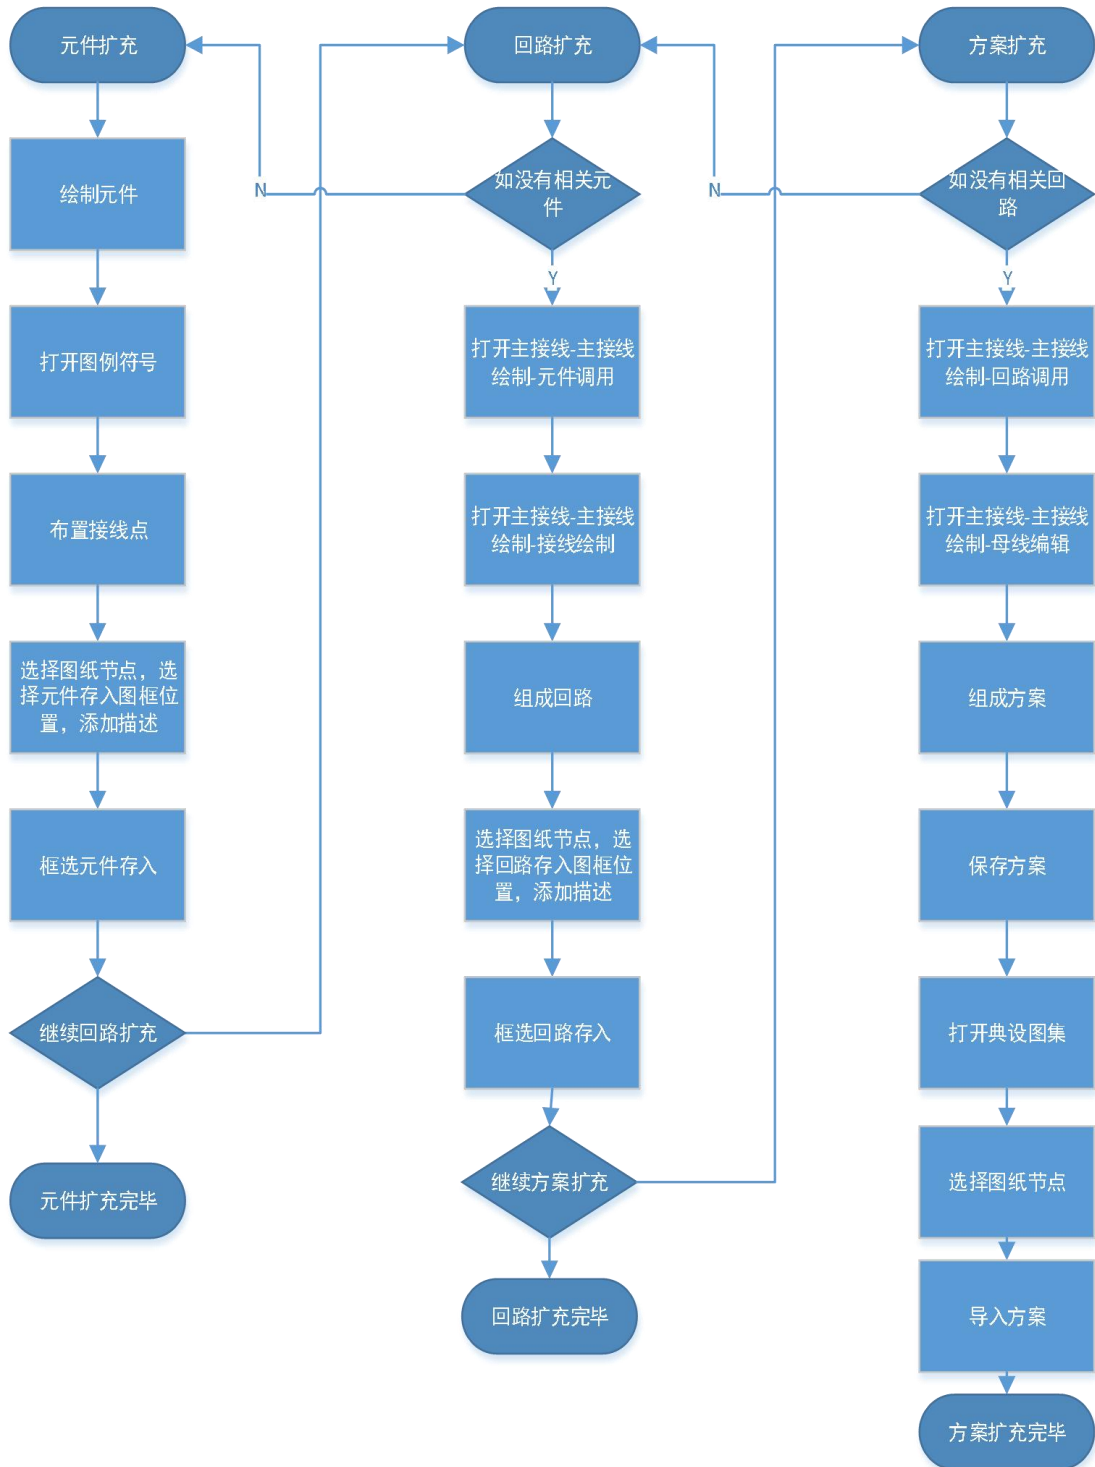 元件扩充
绘制元件
打开图例符号
布置接线点
选择图纸节点，选
择元件存入图框位
置，添加描述
框选元件存入
继续回路扩充
元件扩充完毕
回路扩充
如没有相关元
件
N
Y
打开主接线-主接线
绘制-元件调用
打开主接线-主接线
绘制-接线绘制
组成回路
选择图纸节点，选
择回路存入图框位
置，添加描述
框选回路存入
继续方案扩充
回路扩充完毕
方案扩充
如没有相关回
路
N
Y
打开主接线-主接线
绘制-回路调用
打开主接线-主接线
绘制-母线编辑
组成方案
保存方案
打开典设图集
选择图纸节点
导入方案
方案扩充完毕